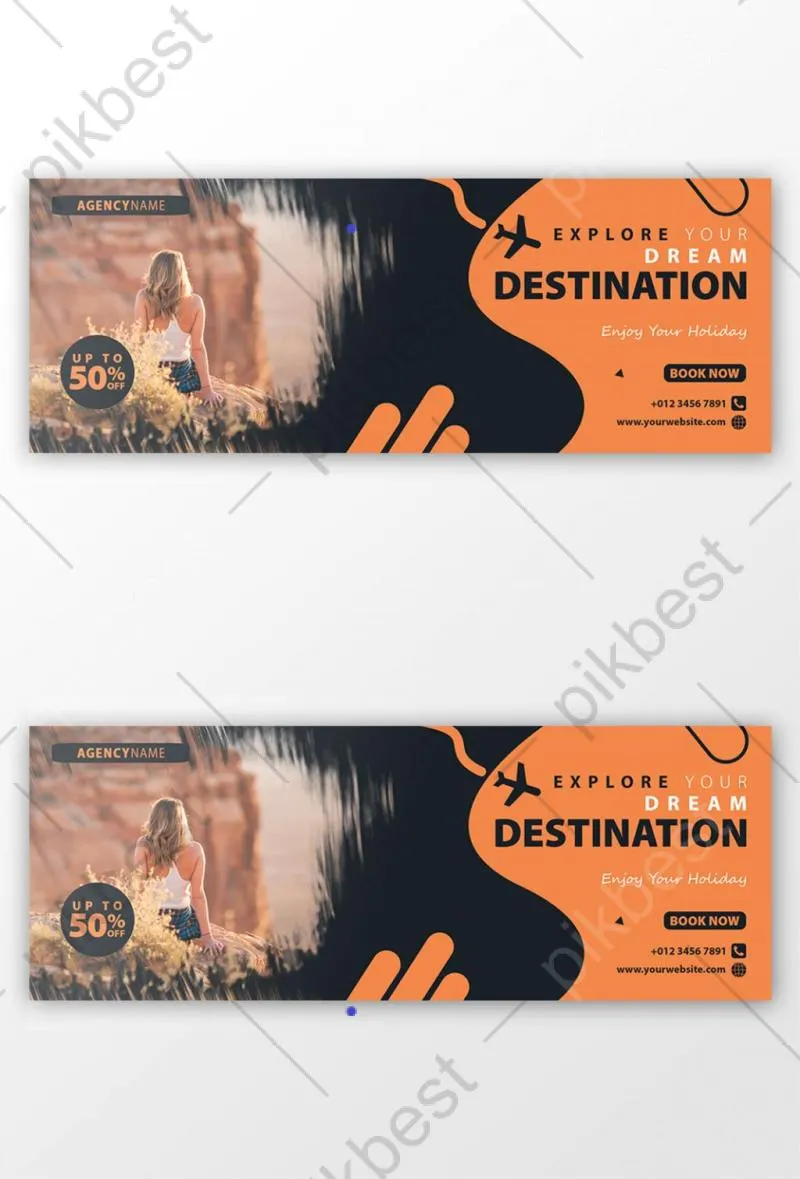 pikbest
AGENCYNAME
EXPLORE YOUR
DREAM
DESTINATION
Enjoy Your Holiday
UP TO
50% OFF
BOOK NOW
+012 3456 7891
www.yourwebsite.com
pikbest
AGENCYNAME
EXPLORE YOUR
DREAM
DESTINATION
Enjoy Your Holiday
UP TO
50% OFF
BOOK NOW
+012 3456 7891
www.yourwebsite.com
pikbest